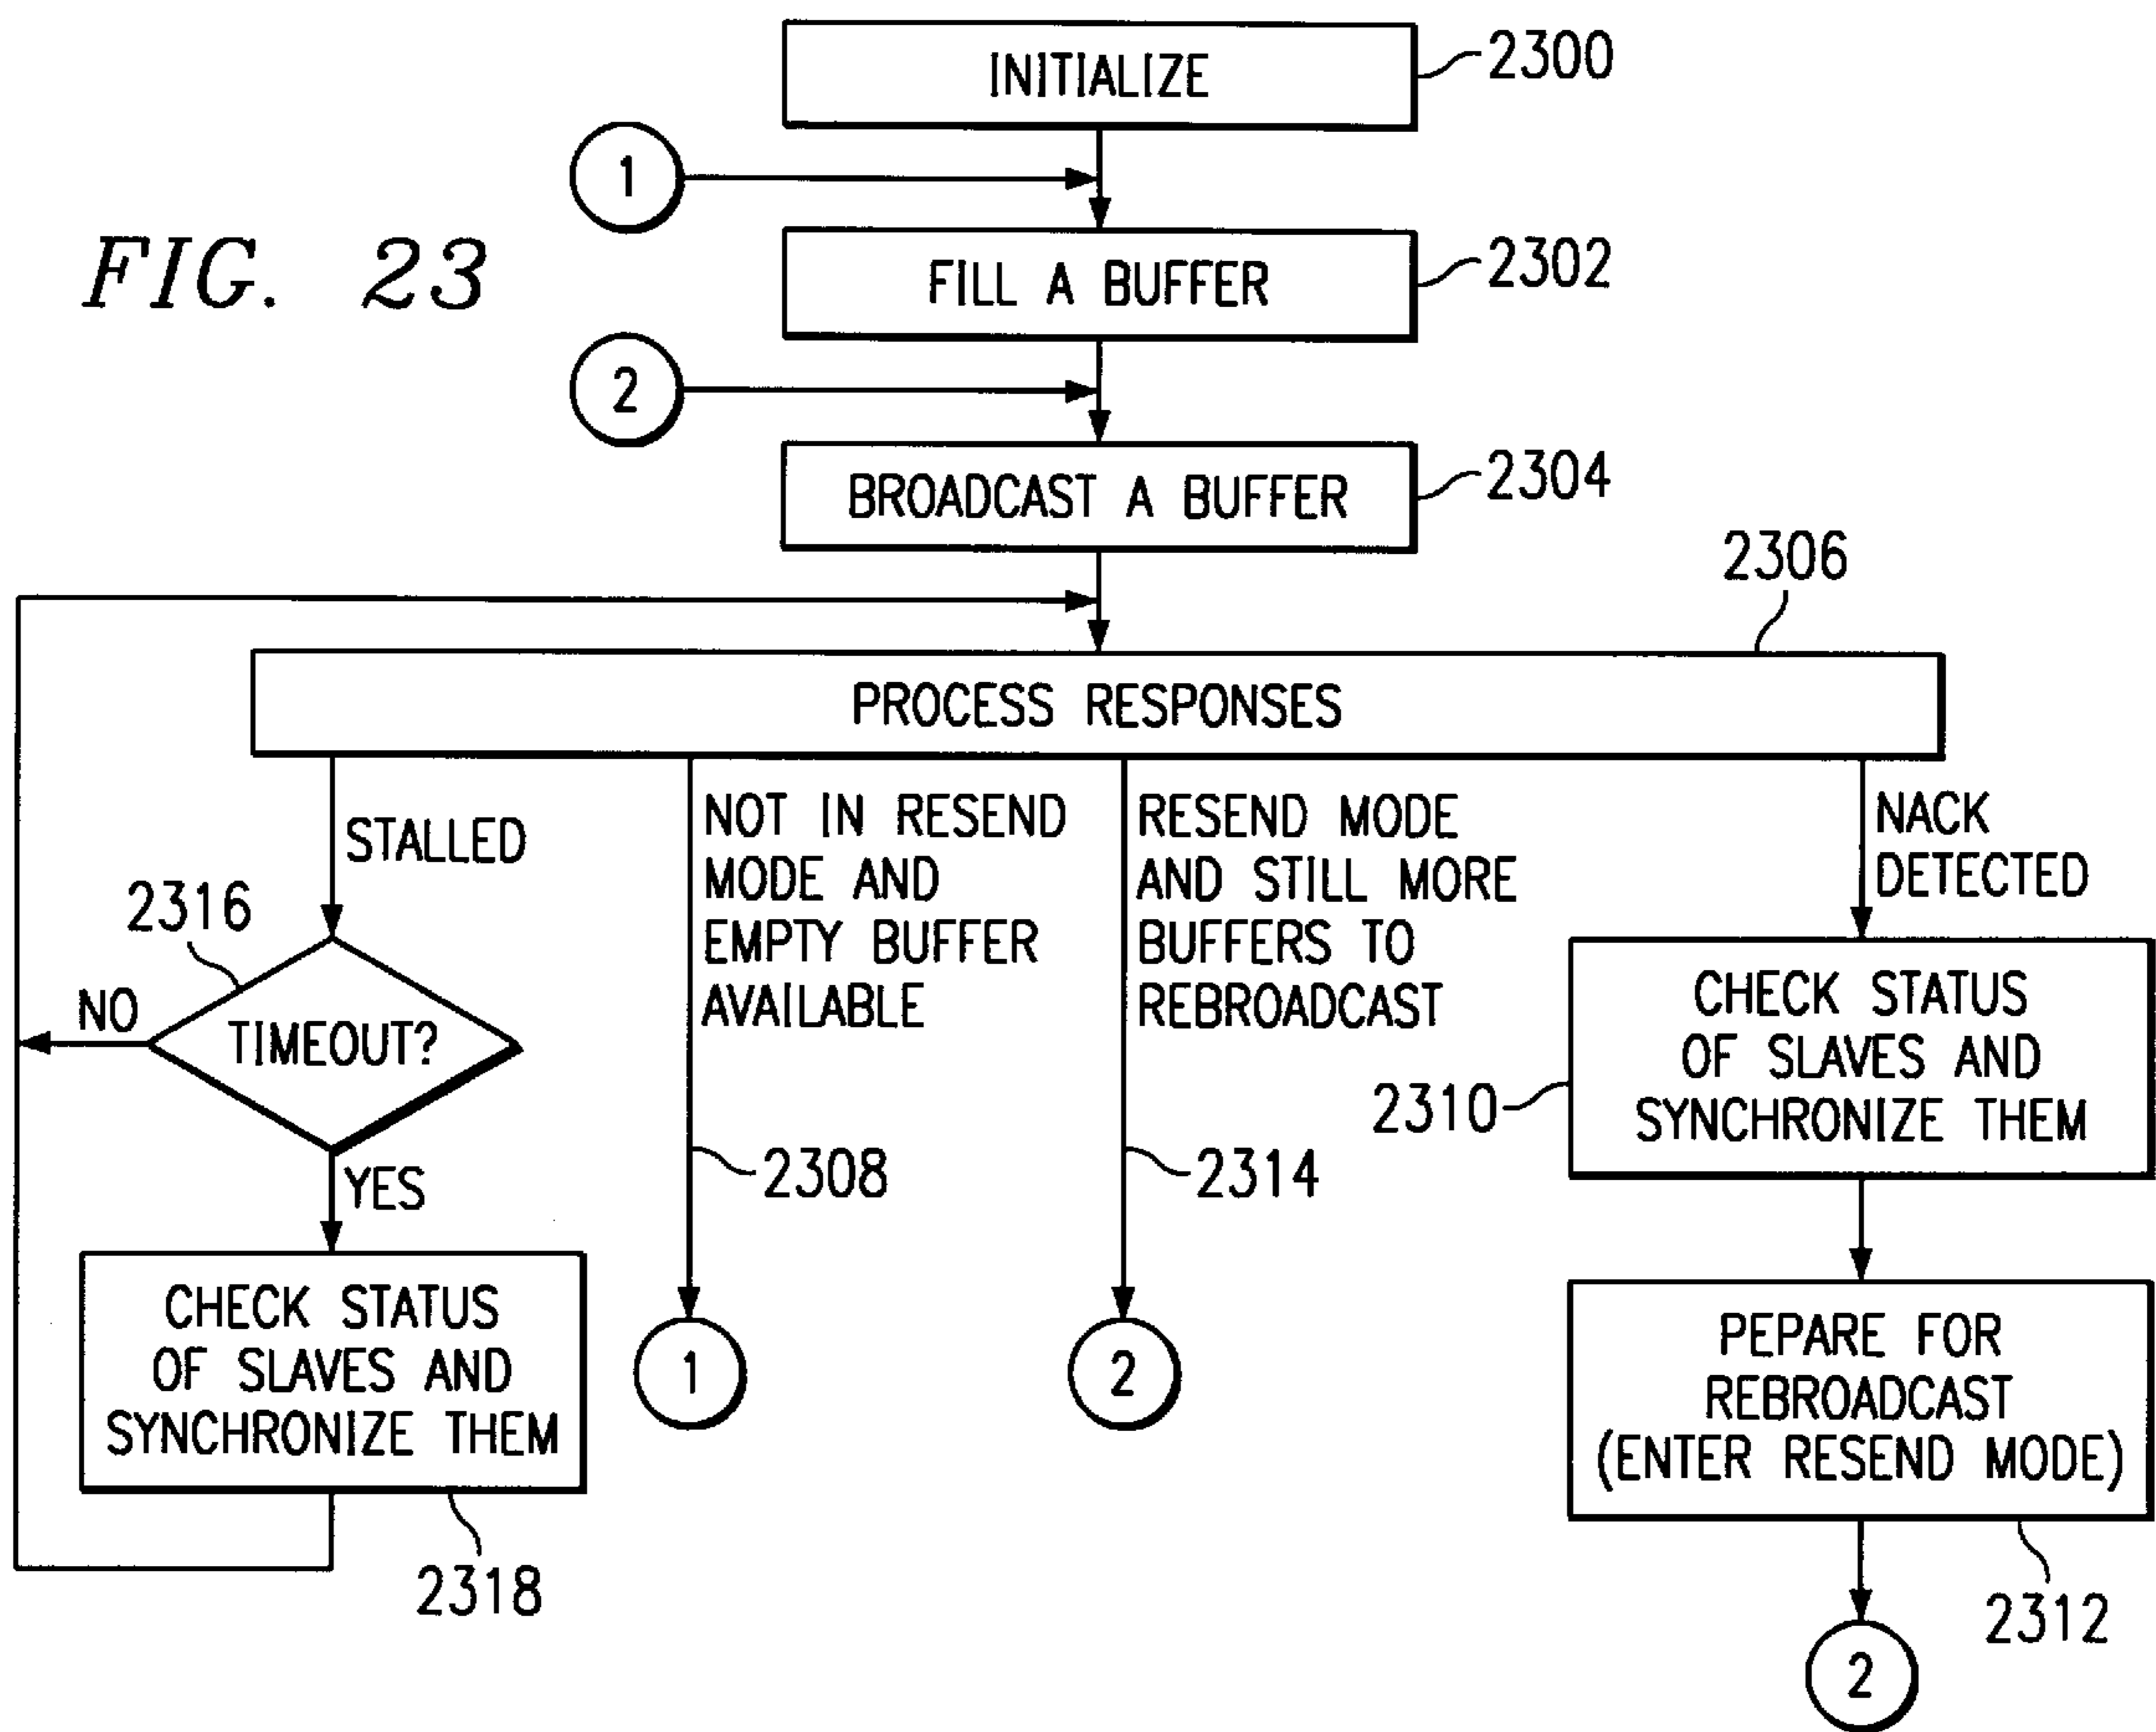 INITIALIZE
2300
1
FIG. 23
FILL A BUFFER
2302
2
BROADCAST A BUFFER
2304
2306
PROCESS RESPONSES
STALLED
NOT IN RESEND
MODE AND
EMPTY BUFFER
AVAILABLE
RESEND MODE
AND STILL MORE
BUFFERS TO
REBROADCAST
NACK
DETECTED
2316
NO
TIMEOUT?
YES
2308
2314
2310
CHECK STATUS
OF SLAVES AND
SYNCHRONIZE THEM
CHECK STATUS
OF SLAVES AND
SYNCHRONIZE THEM
2318
1
2
PEPARE FOR
REBROADCAST
(ENTER RESEND MODE)
2312
2